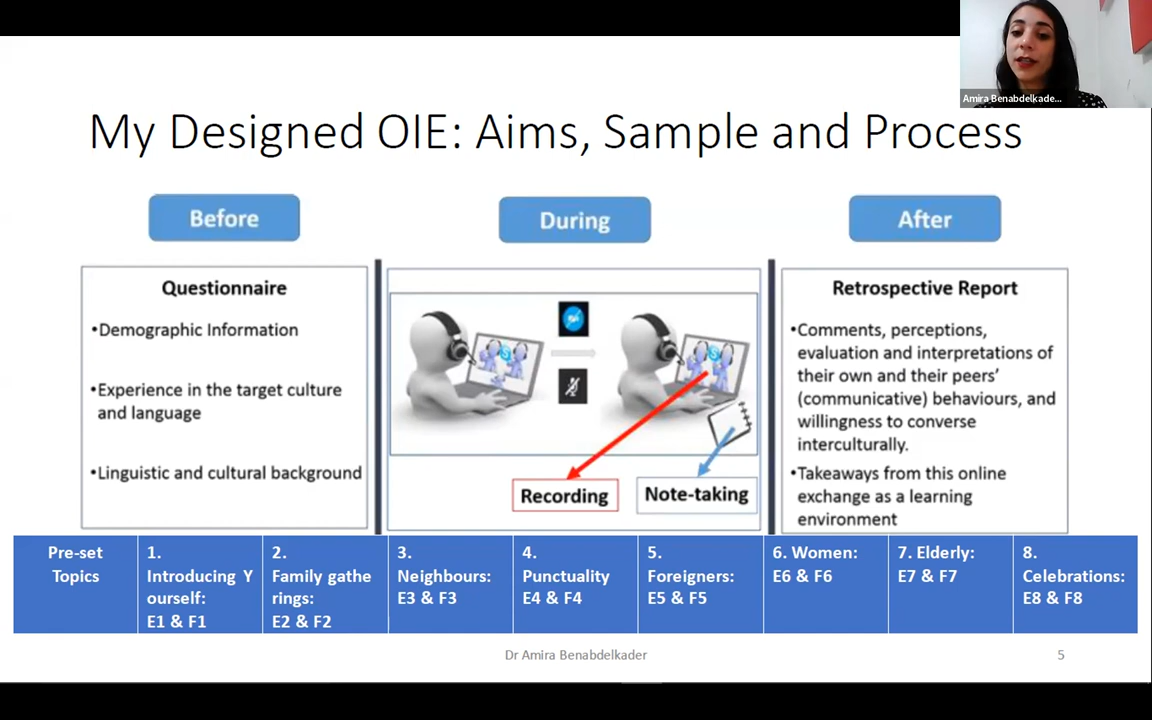 Amira Benabdelkade...
My Designed OIE: Aims, Sample and Process
Before
During
After
Questionnaire
•Demographic Information
•Experience in the target culture
and language
•Linguistic and cultural background
Recording
Note-taking
Retrospective Report
•Comments, perceptions,
evaluation and interpretations of
their own and their peers'
(communicative) behaviours, and
willingness to converse
interculturally.
•Takeaways from this online
exchange as a learning
environment
Pre-set
Topics
1.
Introducing Y
ourself:
E1 & F1
2.
Family gathe
rings:
E2 & F2
3.
Neighbours:
E3 & F3
4.
Punctuality
E4 & F4
5.
Foreigners:
E5 & F5
6. Women:
E6 & F6
7. Elderly:
E7 & F7
8.
Celebrations:
E8 & F8
Dr Amira Benabdelkader
5